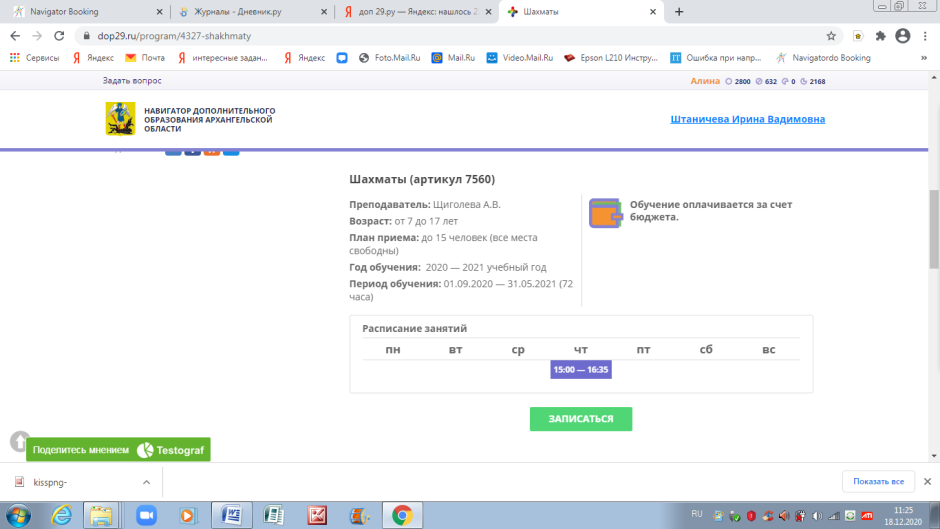 Navigator Booking
Журналы - Дневник.ру
доп 29.ру — Яндекс: нашлось 2
Шахматы
dop29.ru/program/4327-shakhmaty
Сервисы
Яндекс
Почта
интересные задан...
Яндекс
Foto.Mail.Ru
Mail.Ru
Video.Mail.Ru
Epson L210 Инстру...
Ошибка при напр...
Navigatordo Booking
»
Задать вопрос
Алина 2800 632 0 2168
НАВИГАТОР ДОПОЛНИТЕЛЬНОГО
ОБРАЗОВАНИЯ АРХАНГЕЛЬСКОЙ
ОБЛАСТИ
Штаничева Ирина Вадимовна
Шахматы (артикул 7560)
Преподаватель: Щиголева А.В.
Возраст: от 7 до 17 лет
План приема: до 15 человек (все места
свободны)
Год обучения: 2020 — 2021 учебный год
Период обучения: 01.09.2020 — 31.05.2021 (72
часа)
Обучение оплачивается за счет
бюджета.
Расписание занятий
пн вт ср чт пт сб вс
15:00 — 16:35
ЗАПИСАТЬСЯ
Поделитесь мнением Testograf
kisspng-
Показать все
RU
11:25
18.12.2020